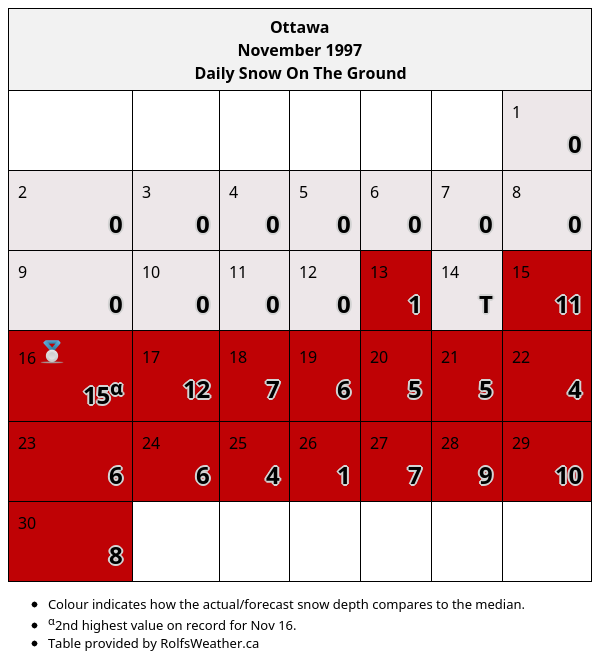 Ottawa
November 1997
Daily Snow On The Ground
1
0
2 3 4 5 6 7 8
0 0 0 0 0 0 0
9 10 11 12 13 14 15
0 0 0 0 1 T 11
16 17 18 19 20 21 22
15α 12 7 6 5 5 4
23 24 25 26 27 28 29
6 6 4 1 7 9 10
30
8
• Colour indicates how the actual/forecast snow depth compares to the median.
• α2nd highest value on record for Nov 16.
• Table provided by RolfsWeather.ca